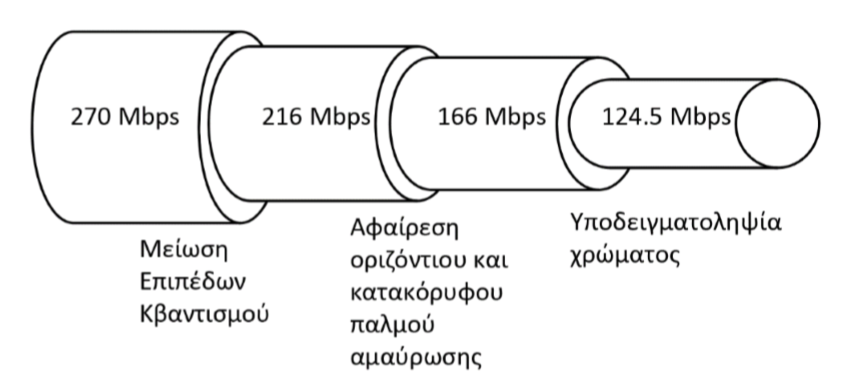 270 Mbps
216 Mbps
166 Mbps
124.5 Mbps
Μείωση
Επιπέδων
Κβαντισμού
Αφαίρεση
οριζόντιου και
κατακόρυφου
παλμού
αμαύρωσης
Υποδειγματοληψία
χρώματος